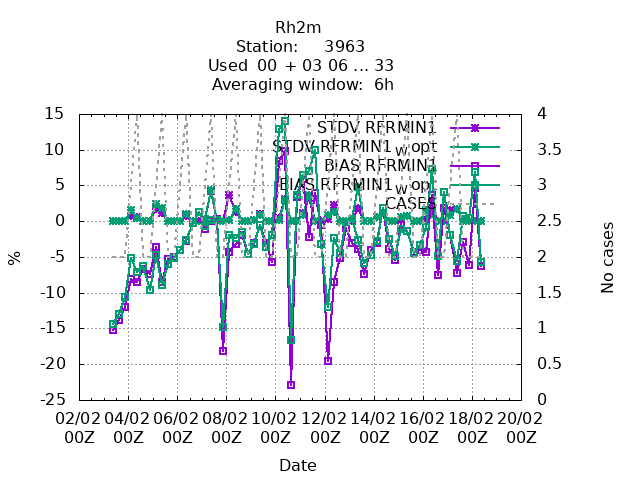 Rh2m
Station: 3963
Used 00 + 03 06 ... 33
Averaging window: 6h
STDV RFRMIN1
STDV RFRMIN1_w_opt
BIAS RFRMIN1
BIAS RFRMIN1_w_opt
CASES
15
10
5
0
-5
-10
-15
-20
-25
%
4
3.5
3
2.5
2
1.5
1
0.5
0
No cases
02/02 04/02 06/02 08/02 10/02 12/02 14/02 16/02 18/02 20/02
00Z 00Z 00Z 00Z 00Z 00Z 00Z 00Z 00Z 00Z
Date